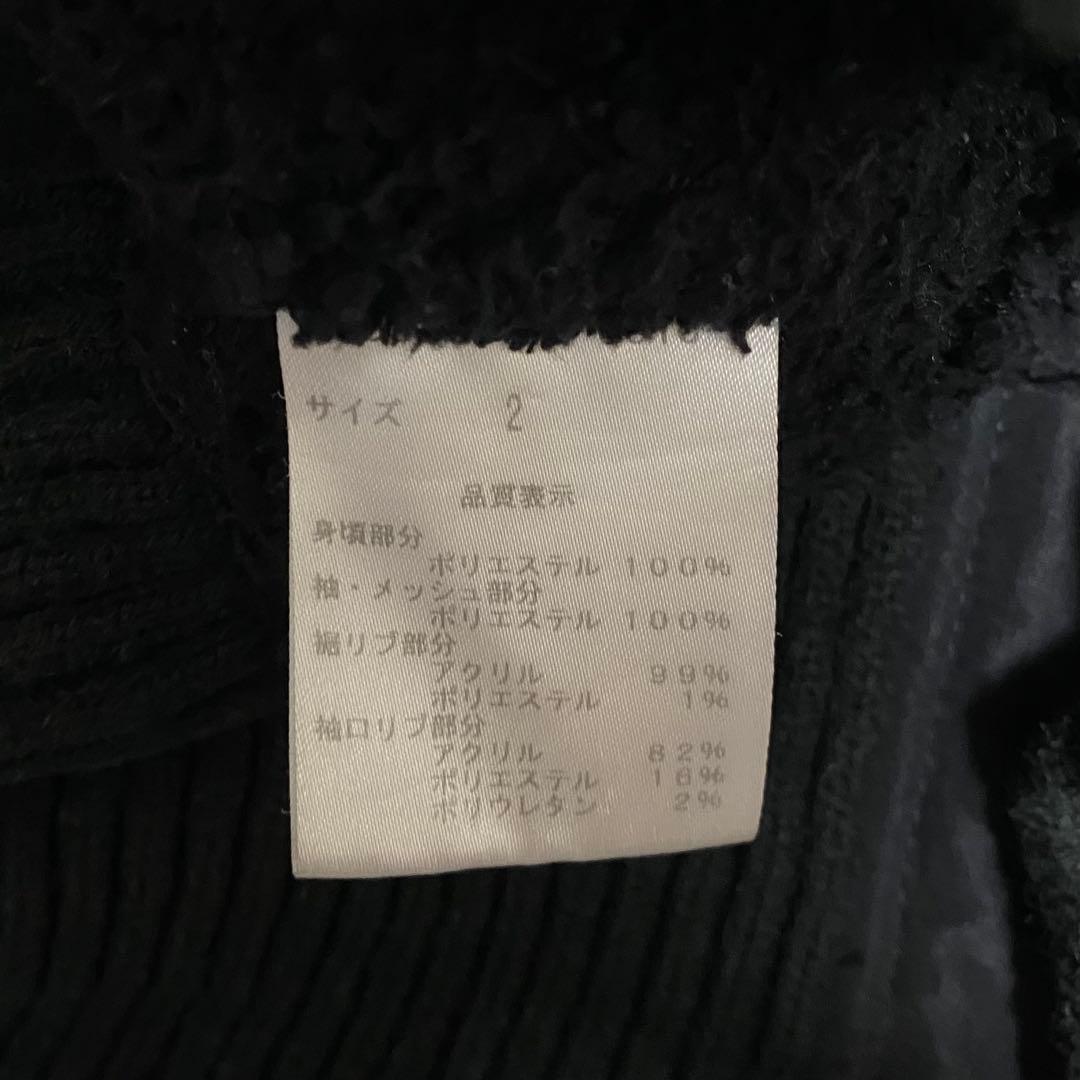 サイズ 2
品質表示
身頃部分
ポリエステル 100%
袖・メッシュ部分
ポリエステル 100%
裾リブ部分
アクリル 99%
ポリエステル 1%
袖口リブ部分
アクリル 82%
ポリエステル 16%
ポリウレタン 2%